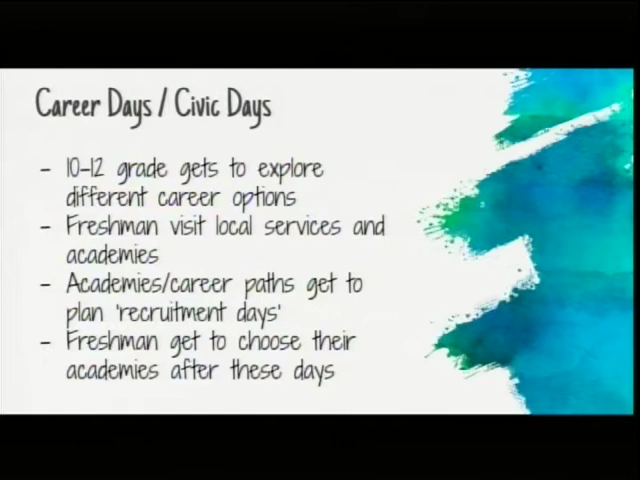 Career Days / Civic Days
- 10-12 grade gets to explore
different career options
- Freshman visit local services and
academies
- Academies/career paths get to
plan 'recruitment days'
- Freshman get to choose their
academies after these days